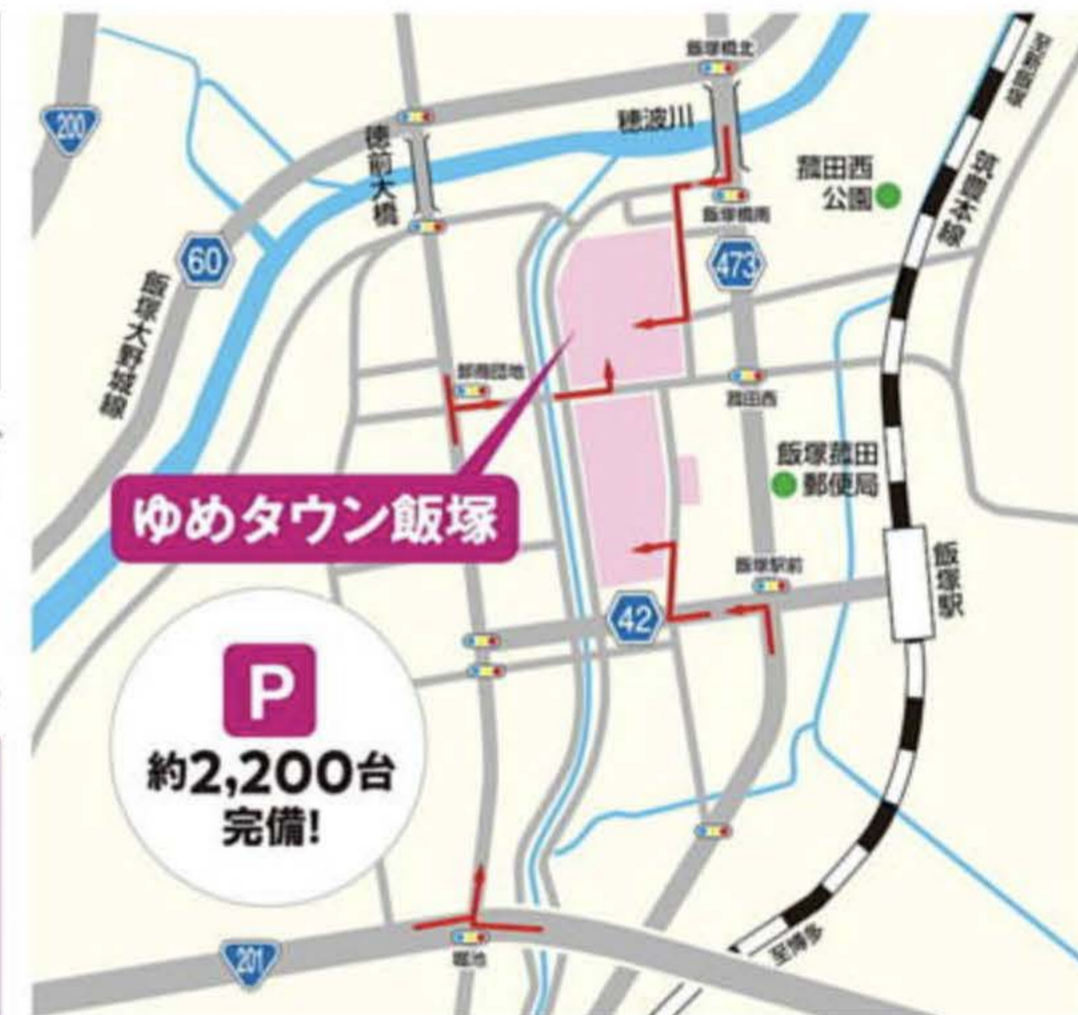 飯塚橋北
200
穂波川
徳前大橋
筑豊本線
菰田西
公園
飯塚橋南
60
473
飯塚大野城線
卸商団地
菰田西
飯塚菰田
郵便局
ゆめタウン飯塚
飯塚駅前
飯塚駅
42
P
約2,200台
完備!
201
堀池
至博多